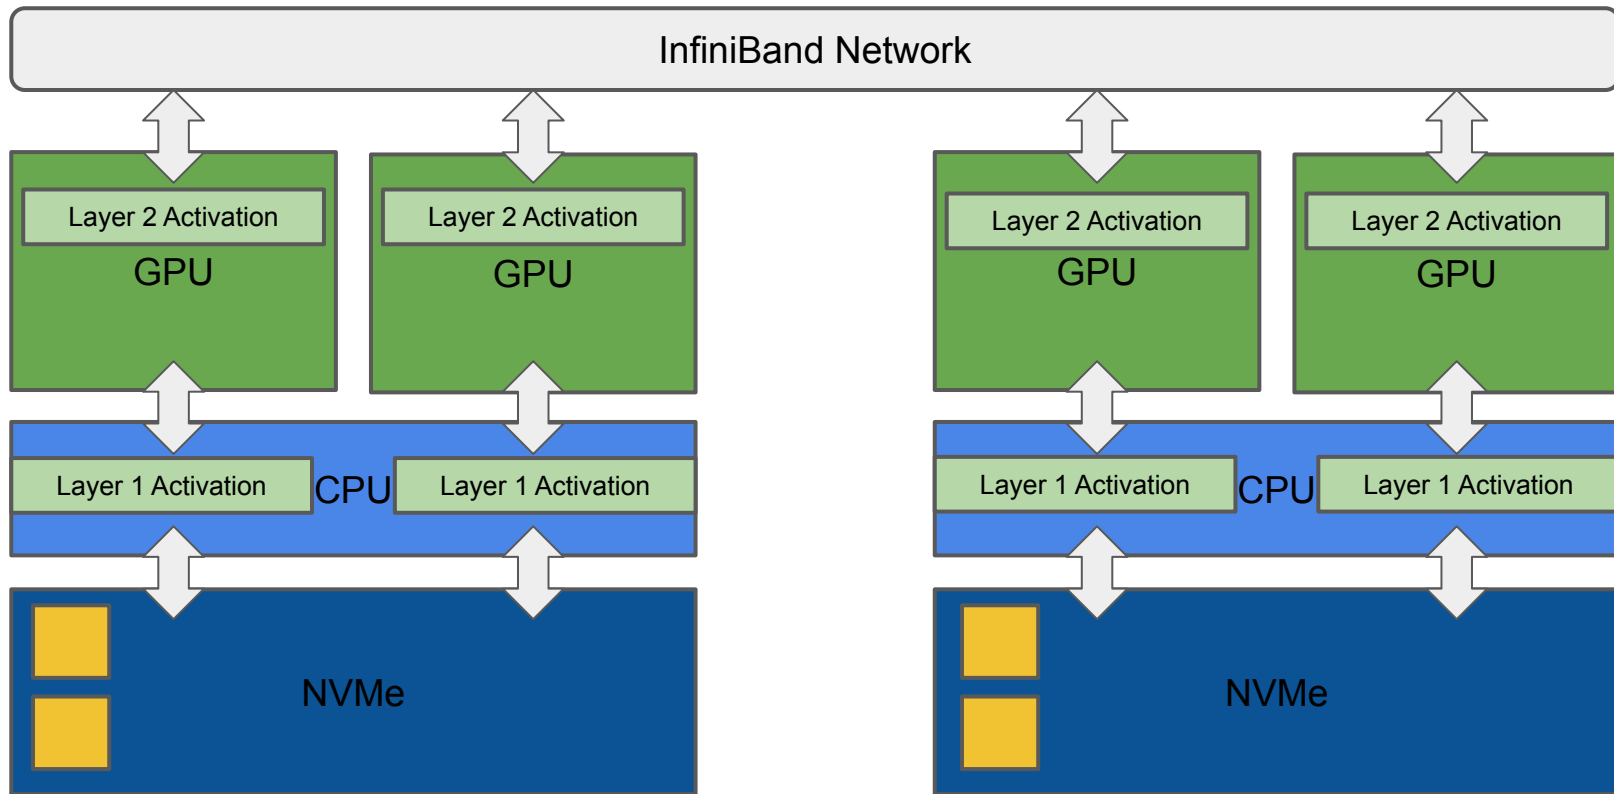 InfiniBand Network
Layer 2 Activation
GPU
Layer 2 Activation
GPU
Layer 2 Activation
GPU
Layer 2 Activation
GPU
Layer 1 Activation
CPU
Layer 1 Activation
Layer 1 Activation
CPU
Layer 1 Activation
NVMe
NVMe